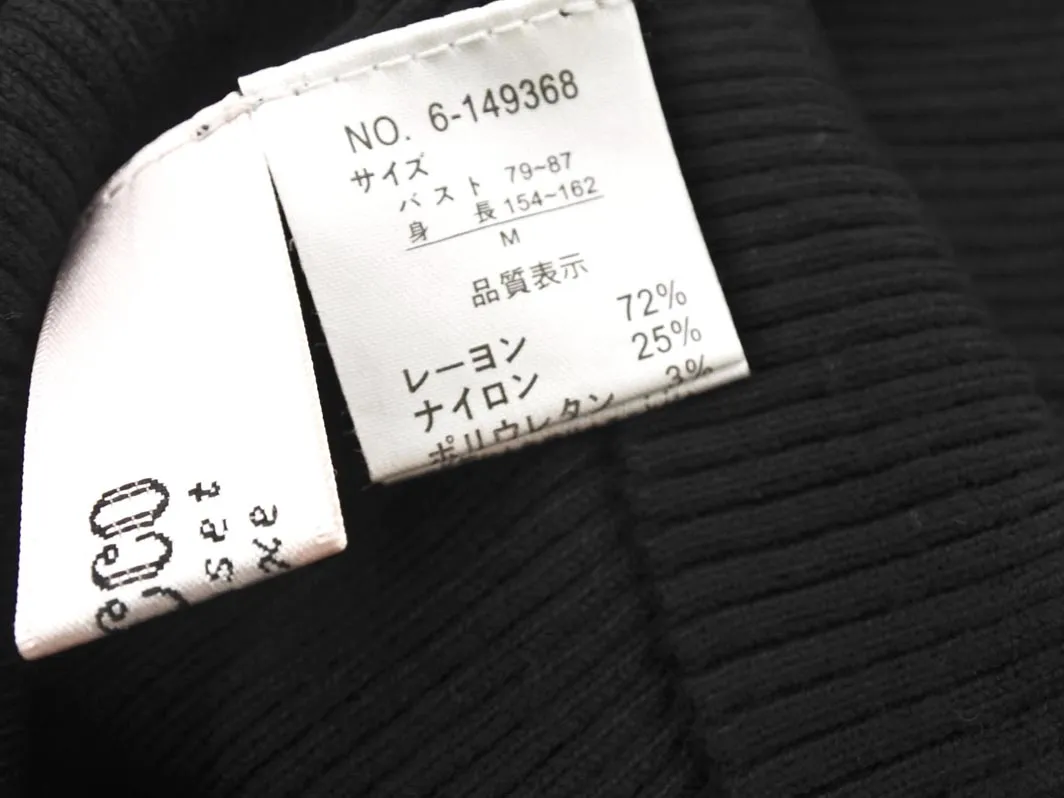 NO. 6-149368
サイズ
バスト 79~87
身 長 154~162
M
品質表示
レーヨン 72%
ナイロン 25%
ポリウレタン 3%
set